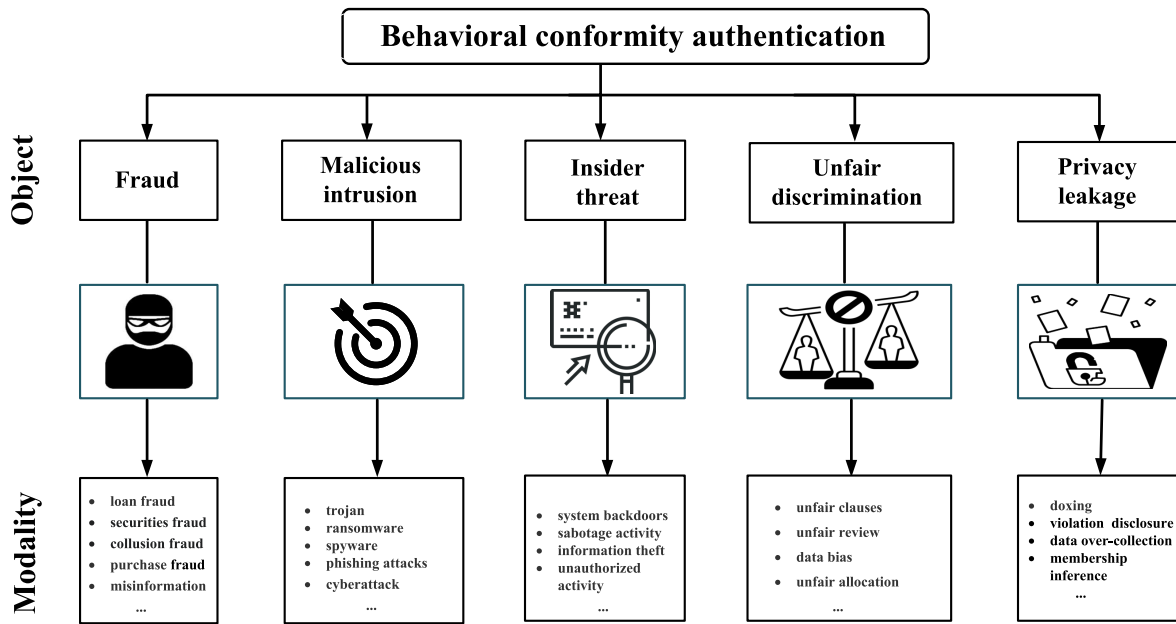 Behavioral conformity authentication
Object
Fraud
Malicious
intrusion
Insider
threat
Unfair
discrimination
Privacy
leakage
Modality
• loan fraud
• securities fraud
• collusion fraud
• purchase fraud
• misinformation
...
• trojan
• ransomware
• spyware
• phishing attacks
• cyberattack
...
• system backdoors
• sabotage activity
• information theft
• unauthorized
activity
...
• unfair clauses
• unfair review
• data bias
• unfair allocation
...
• doxing
• violation disclosure
• data over-collection
• membership
inference
...